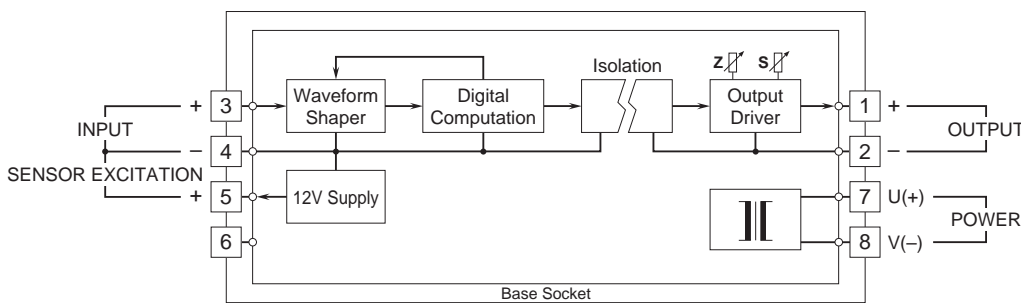 Isolation
Z
S
+
3
Waveform
Shaper
Digital
Computation
Output
Driver
1
+
INPUT
OUTPUT
–
4
2
–
SENSOR EXCITATION
+
5
12V Supply
7
U(+)
POWER
6
8
V(–)
Base Socket